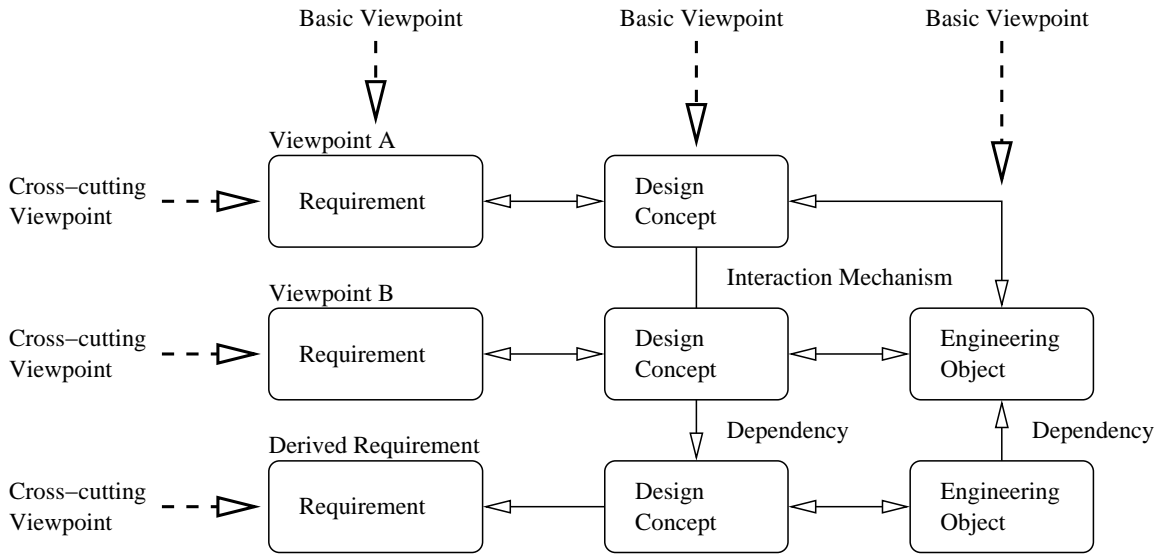 Basic Viewpoint
Basic Viewpoint
Basic Viewpoint
Viewpoint A
Cross−cutting
Viewpoint
Requirement
Design
Concept
Interaction Mechanism
Viewpoint B
Cross−cutting
Viewpoint
Requirement
Design
Concept
Engineering
Object
Dependency
Dependency
Derived Requirement
Cross−cutting
Viewpoint
Requirement
Design
Concept
Engineering
Object